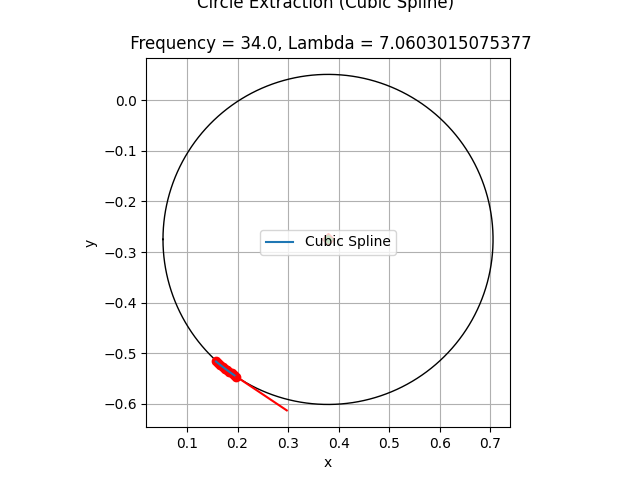 Circle Extraction (Cubic Spline)
Frequency = 34.0, Lambda = 7.0603015075377
0.0
−0.1
−0.2
−0.3
−0.4
−0.5
−0.6
y
Cubic Spline
0.1 0.2 0.3 0.4 0.5 0.6 0.7
x